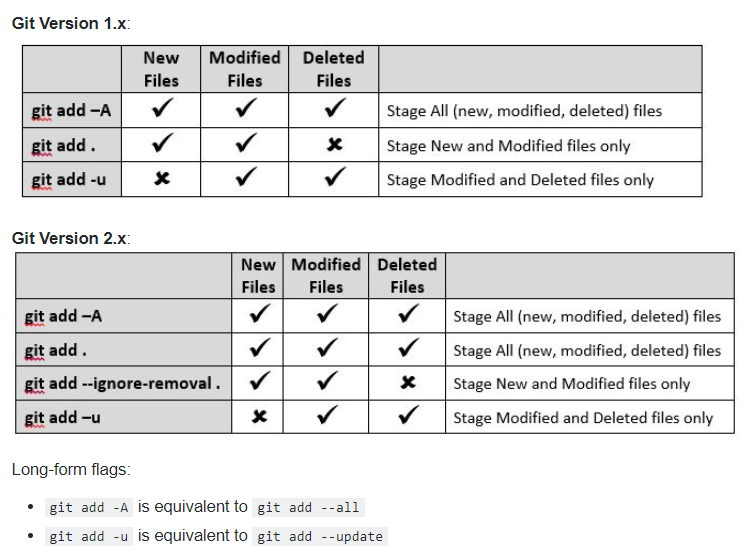 Git Version 1.x:
New Files Modified Files Deleted Files
git add –A ✓ ✓ ✓ Stage All (new, modified, deleted) files
git add . ✓ ✓ ✖ Stage New and Modified files only
git add -u ✖ ✓ ✓ Stage Modified and Deleted files only
Git Version 2.x:
New Files Modified Files Deleted Files
git add –A ✓ ✓ ✓ Stage All (new, modified, deleted) files
git add . ✓ ✓ ✓ Stage All (new, modified, deleted) files
git add --ignore-removal . ✓ ✓ ✖ Stage New and Modified files only
git add –u ✖ ✓ ✓ Stage Modified and Deleted files only
Long-form flags:
• git add -A is equivalent to git add --all
• git add -u is equivalent to git add --update